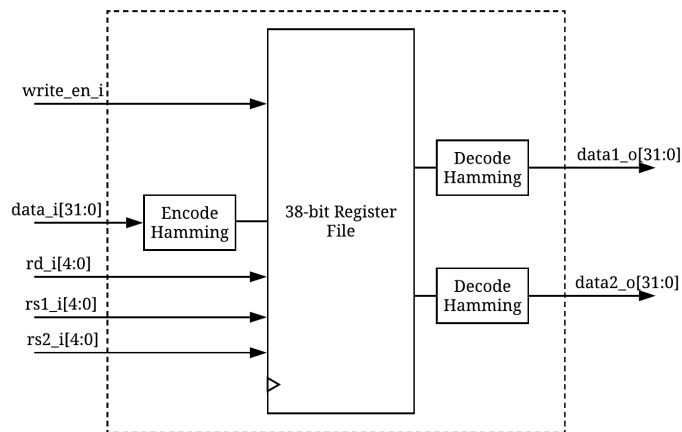 write_en_i
data_i[31:0]
Encode
Hamming
rd_i[4:0]
rs1_i[4:0]
rs2_i[4:0]
38-bit Register
File
Decode
Hamming
data1_o[31:0]
Decode
Hamming
data2_o[31:0]